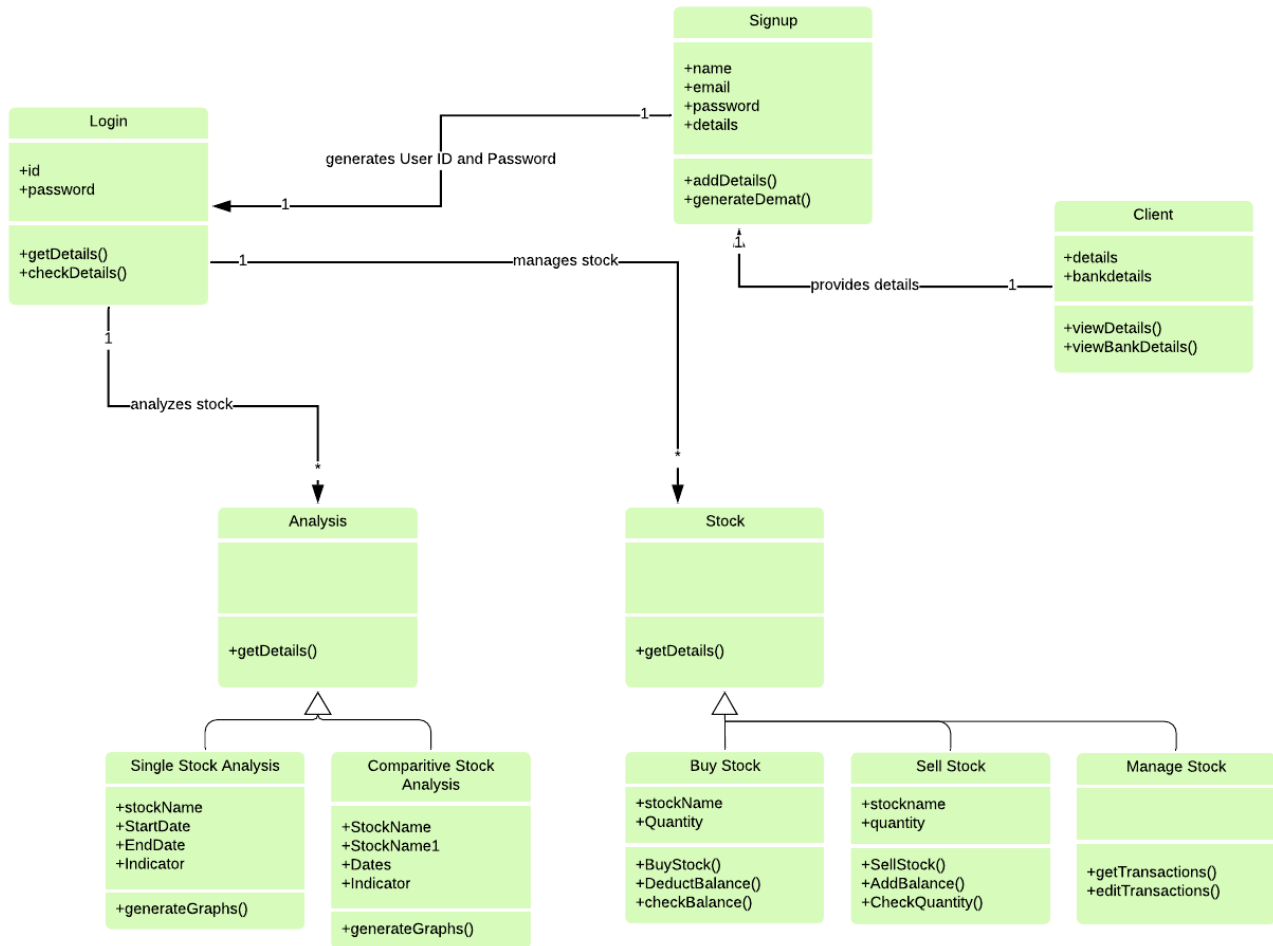 Signup
+name
+email
+password
+details
+addDetails()
+generateDemat()
Login
+id
+password
+getDetails()
+checkDetails()
1
generates User ID and Password
1
Client
+details
+bankdetails
+viewDetails()
+viewBankDetails()
1
provides details
1
1
manages stock
*
1
analyzes stock
*
Analysis
+getDetails()
Stock
+getDetails()
Single Stock Analysis
+stockName
+StartDate
+EndDate
+Indicator
+generateGraphs()
Comparitive Stock
Analysis
+StockName
+StockName1
+Dates
+Indicator
+generateGraphs()
Buy Stock
+stockName
+Quantity
+BuyStock()
+DeductBalance()
+checkBalance()
Sell Stock
+stockname
+quantity
+SellStock()
+AddBalance()
+CheckQuantity()
Manage Stock
+getTransactions()
+editTransactions()